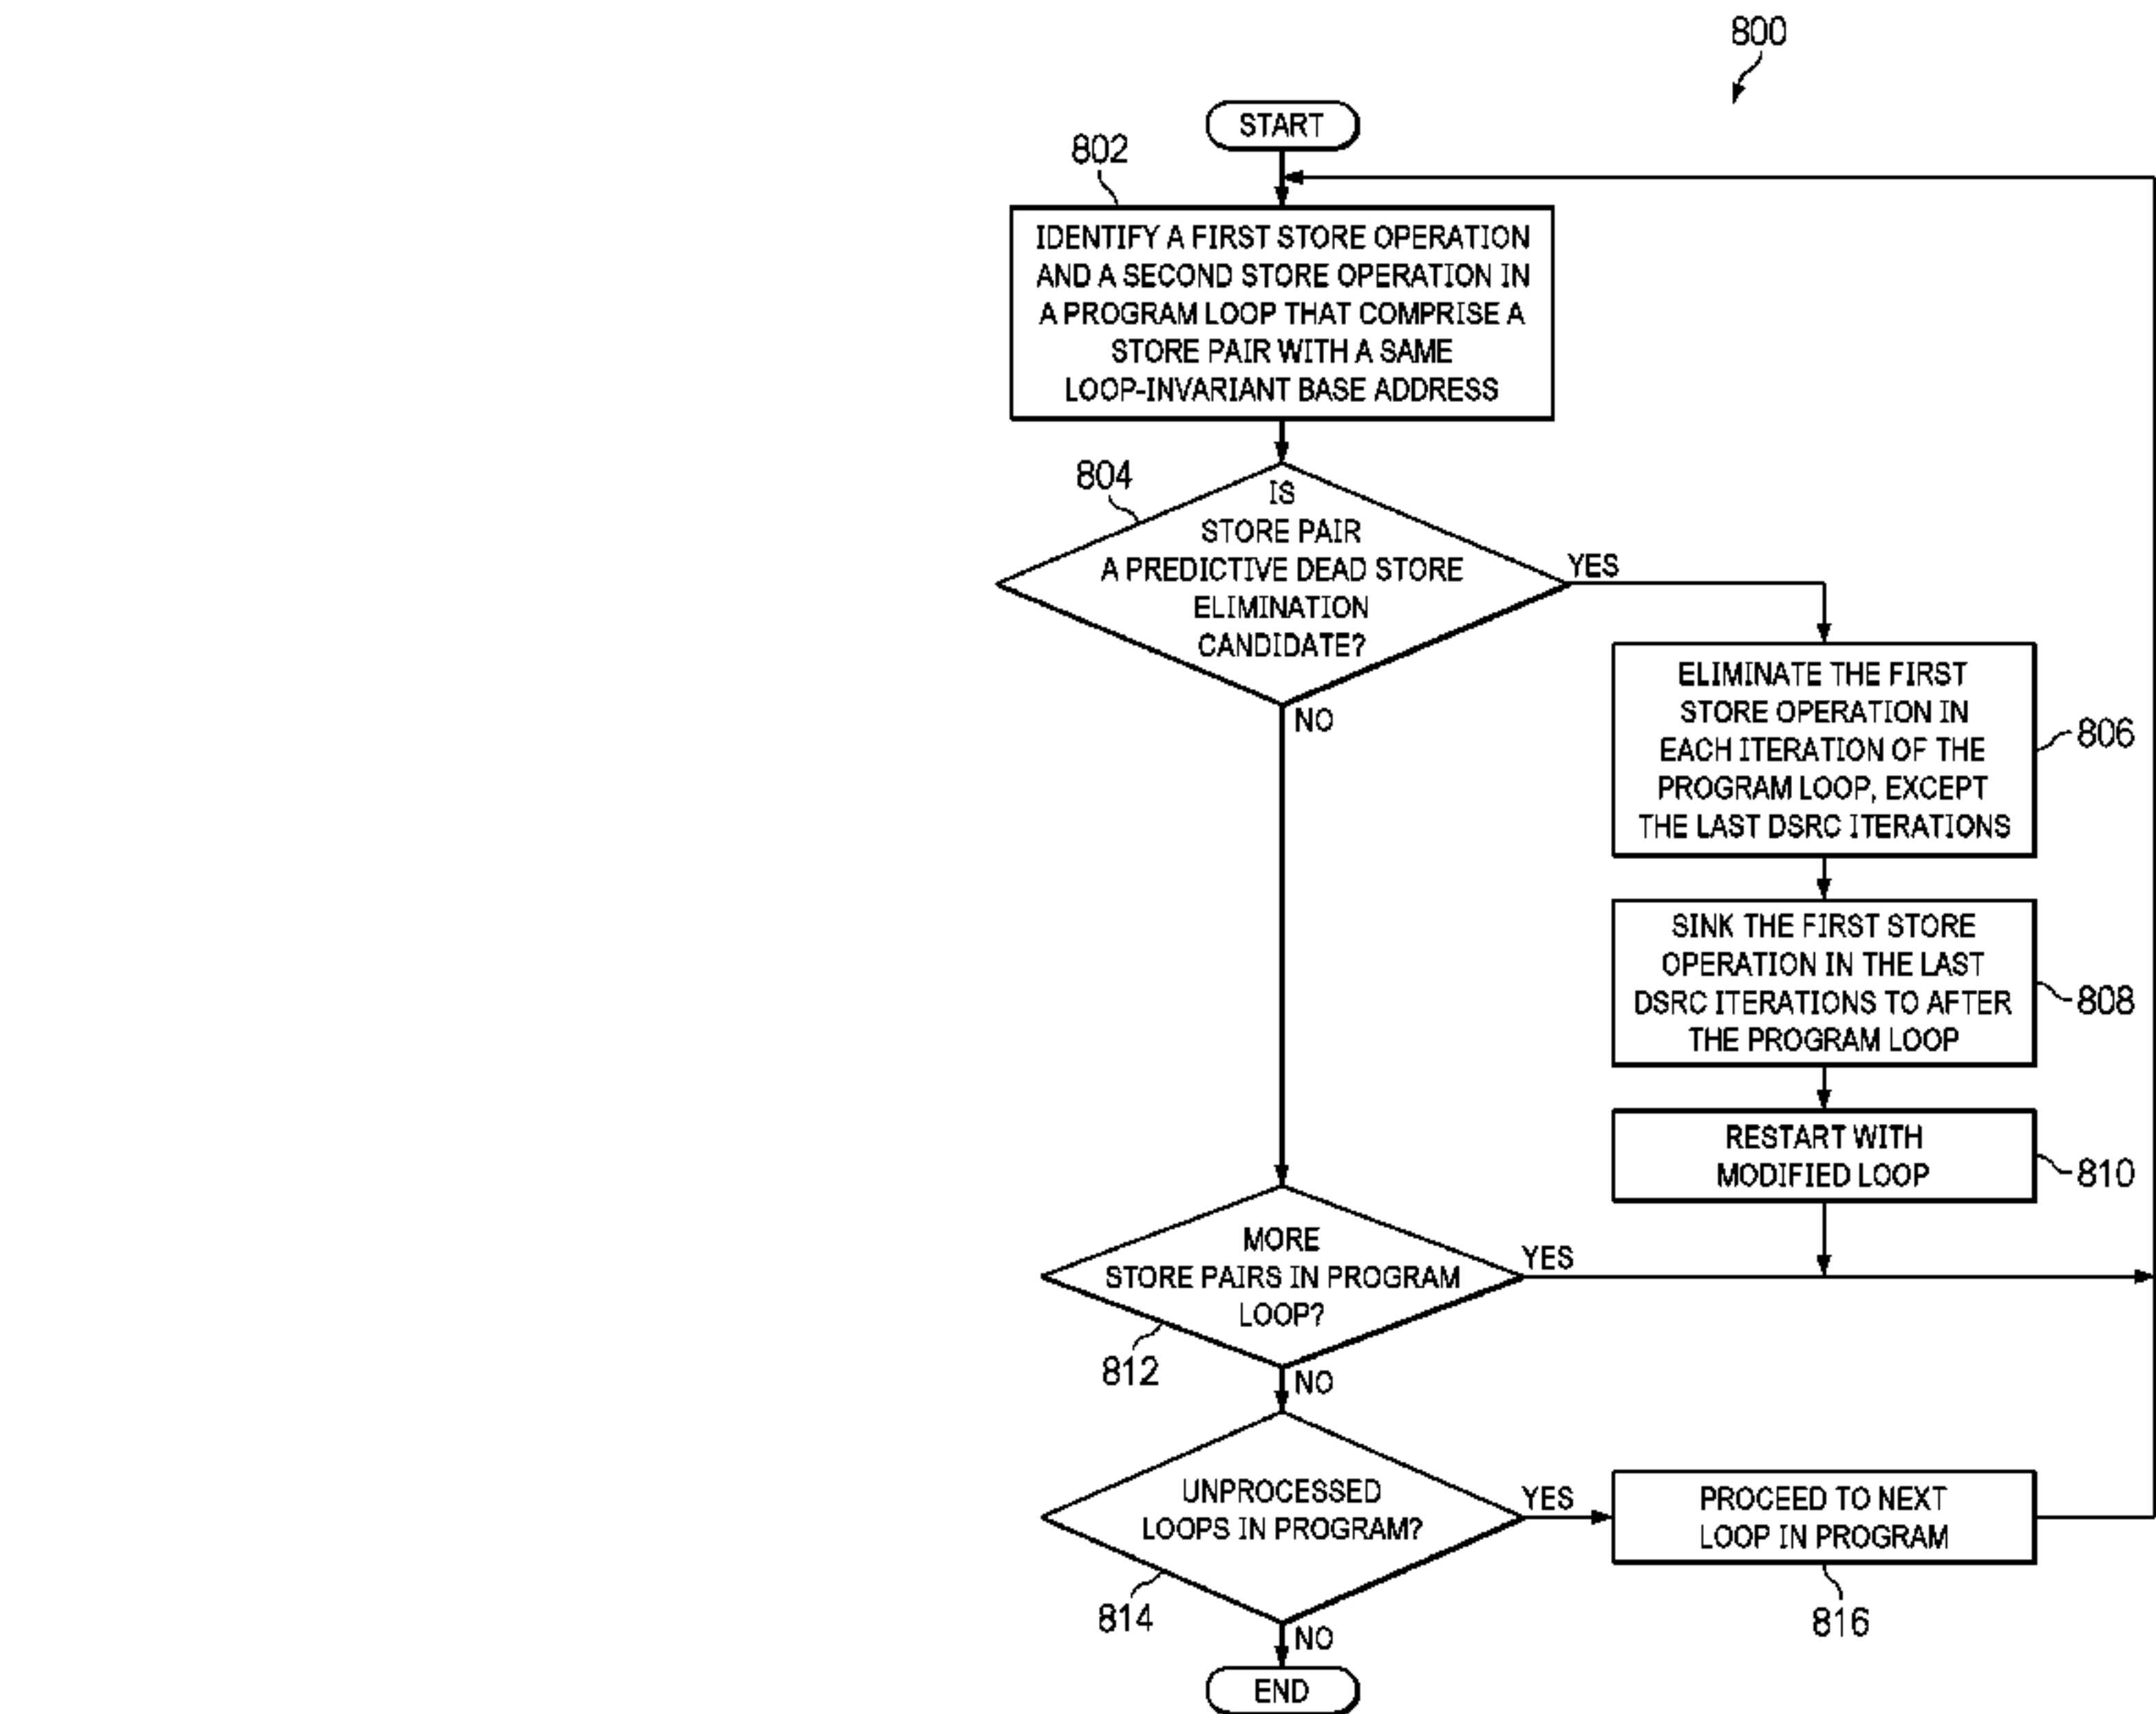 800
START
802
IDENTIFY A FIRST STORE OPERATION
AND A SECOND STORE OPERATION IN
A PROGRAM LOOP THAT COMPRISE A
STORE PAIR WITH A SAME
LOOP-INVARIANT BASE ADDRESS
804
IS
STORE PAIR
A PREDICTIVE DEAD STORE
ELIMINATION
CANDIDATE?
YES
NO
ELIMINATE THE FIRST
STORE OPERATION IN
EACH ITERATION OF THE
PROGRAM LOOP, EXCEPT
THE LAST DSRC ITERATIONS
806
SINK THE FIRST STORE
OPERATION IN THE LAST
DSRC ITERATIONS TO AFTER
THE PROGRAM LOOP
808
RESTART WITH
MODIFIED LOOP
810
MORE
STORE PAIRS IN PROGRAM
LOOP?
YES
812
NO
UNPROCESSED
LOOPS IN PROGRAM?
YES
814
NO
PROCEED TO NEXT
LOOP IN PROGRAM
816
END